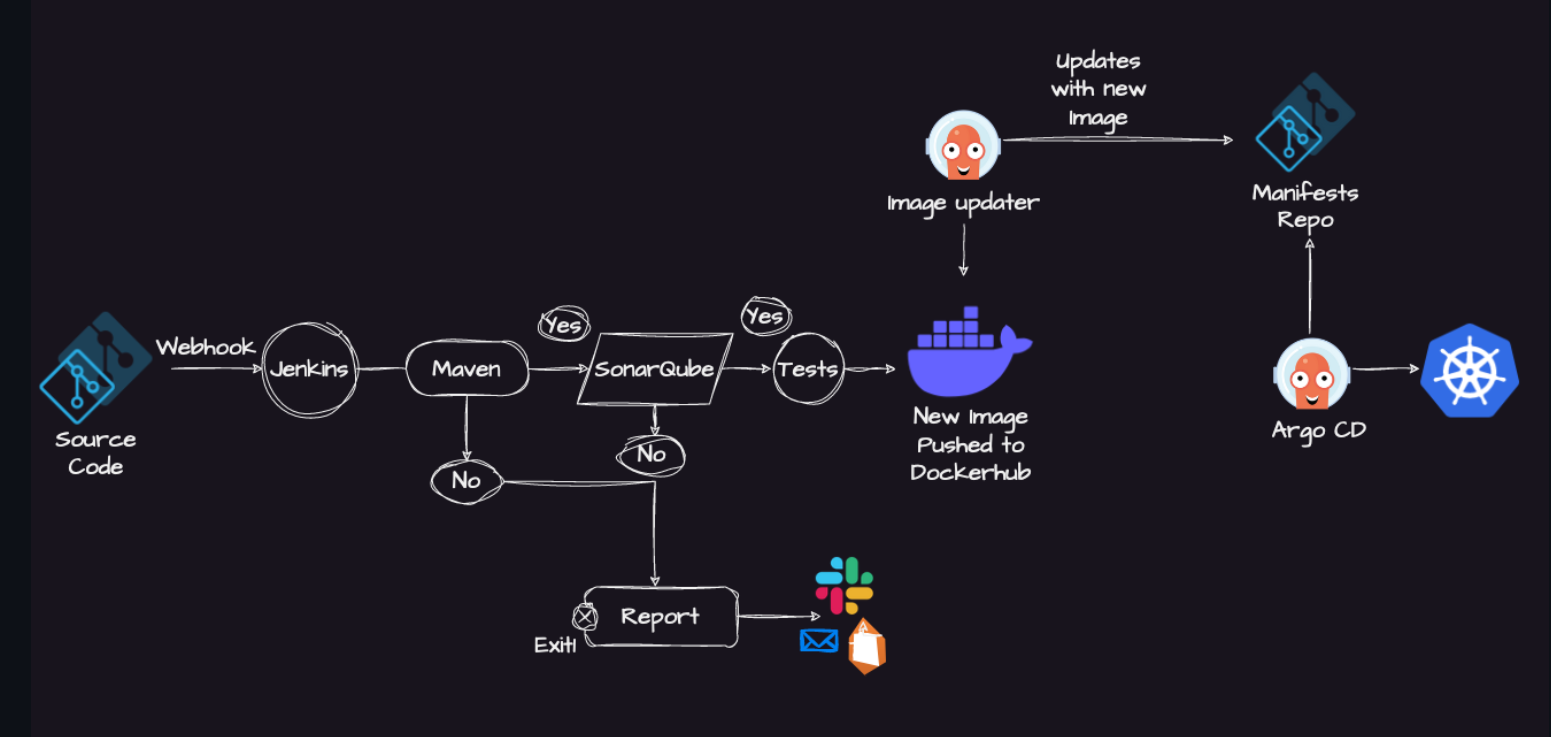 Updates
with new
Image
Image updater
Manifests
Repo
Webhook
Yes
Yes
Jenkins
Maven
SonarQube
Tests
Source
Code
New Image
Pushed to
Dockerhub
Argo CD
No
No
Report
Exit!